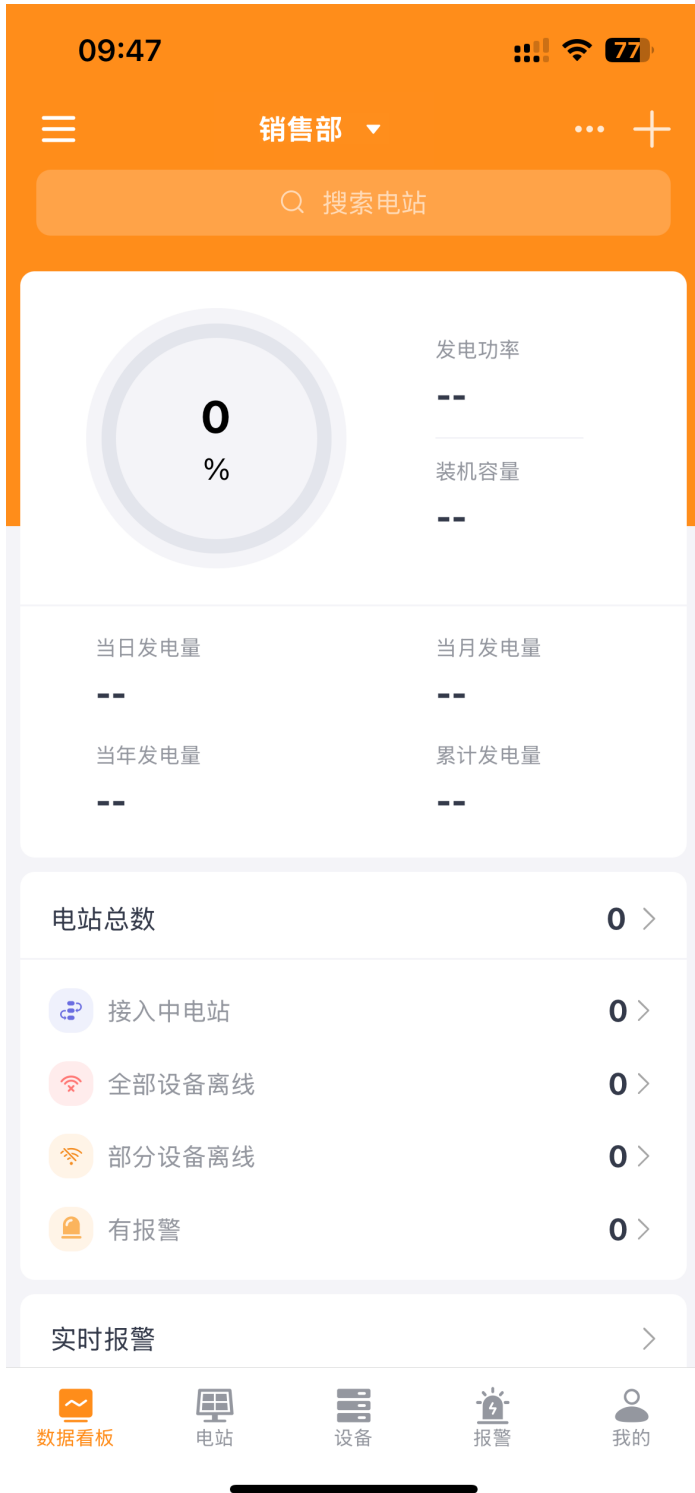 09:47 77
销售部
搜索电站
发电功率
0
--
%
装机容量
--
当日发电量 当月发电量
-- --
当年发电量 累计发电量
-- --
电站总数 0
接入中电站 0
全部设备离线 0
部分设备离线 0
有报警 0
实时报警
数据看板 电站 设备 报警 我的